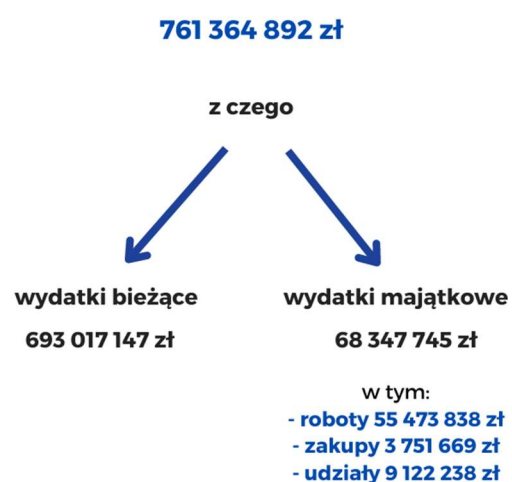 761 364 892 zł
z czego
wydatki bieżące
693 017 147 zł
wydatki majątkowe
68 347 745 zł
w tym:
- roboty 55 473 838 zł
- zakupy 3 751 669 zł
- udziały 9 122 238 zł